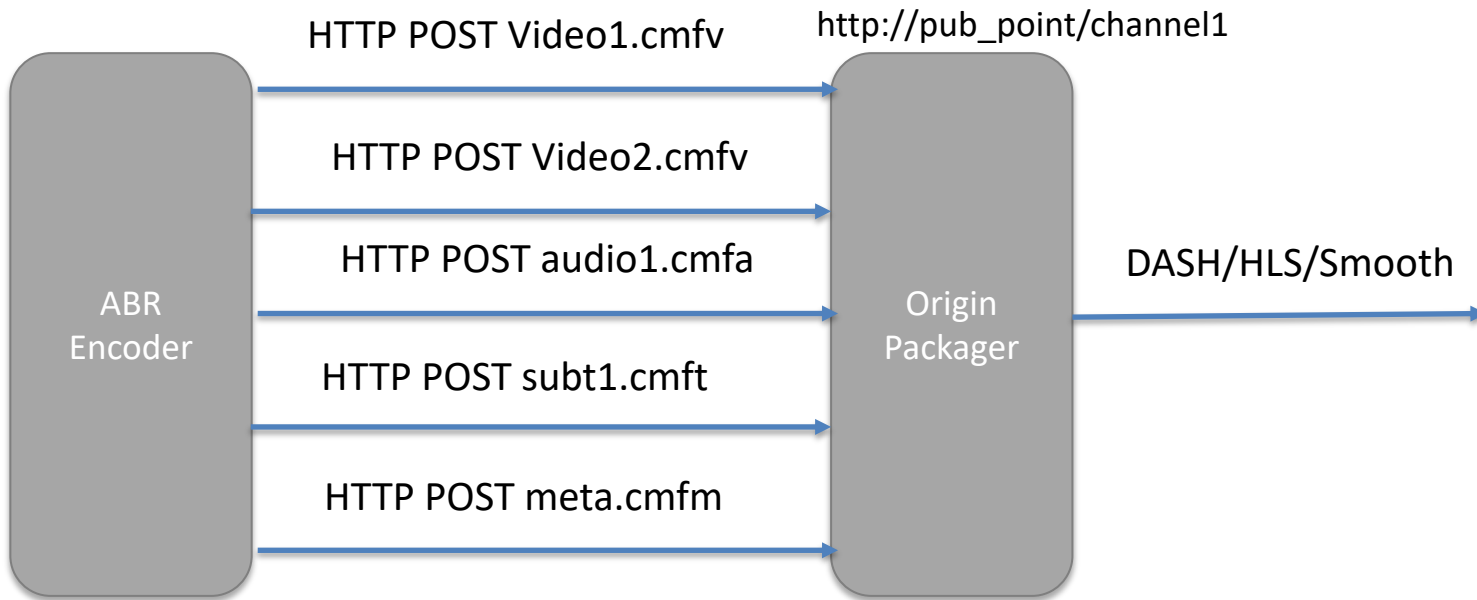 HTTP POST Video1.cmfv
http://pub_point/channel1
HTTP POST Video2.cmfv
HTTP POST audio1.cmfa
DASH/HLS/Smooth
ABR
Encoder
Origin
Packager
HTTP POST subt1.cmft
HTTP POST meta.cmfm